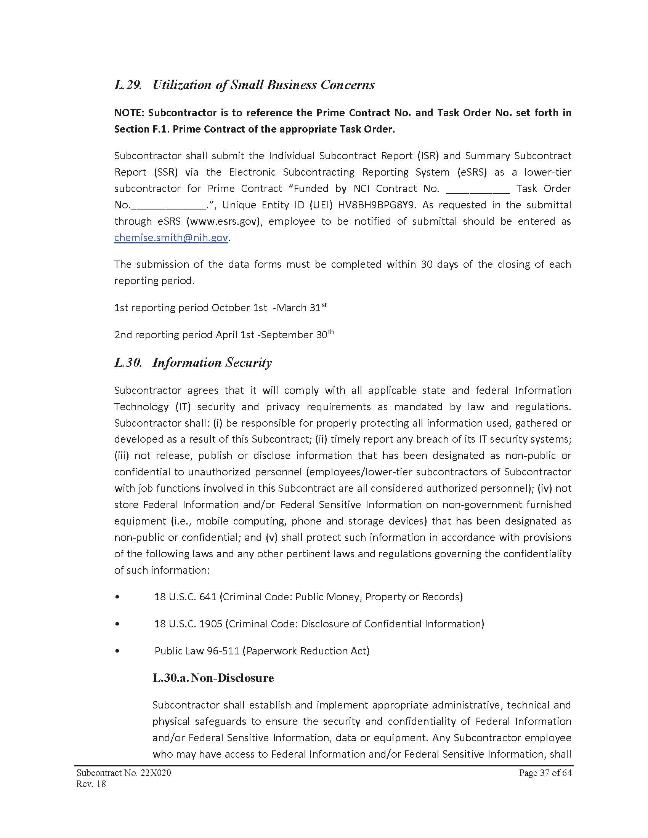 L.29. Utilization of Small Business Concerns
NOTE: Subcontractor is to reference the Prime Contract No. and Task Order No. set forth in
Section F.1. Prime Contract of the appropriate Task Order.
Subcontractor shall submit the Individual Subcontract Report (ISR) and Summary Subcontract
Report (SSR) via the Electronic Subcontracting Reporting System (eSRS) as a lower-tier
subcontractor for Prime Contract “Funded by NCI Contract No. ___________ Task Order
No.____________.”, Unique Entity ID (UEI) HV8BH9BPG8Y9. As requested in the submittal
through eSRS (www.esrs.gov), employee to be notified of submittal should be entered as
chemise.smith@nih.gov.
The submission of the data forms must be completed within 30 days of the closing of each
reporting period.
1st reporting period October 1st -March 31st
2nd reporting period April 1st -September 30th
L.30. Information Security
Subcontractor agrees that it will comply with all applicable state and federal Information
Technology (IT) security and privacy requirements as mandated by law and regulations.
Subcontractor shall: (i) be responsible for properly protecting all information used, gathered or
developed as a result of this Subcontract; (ii) timely report any breach of its IT security systems;
(iii) not release, publish or disclose information that has been designated as non-public or
confidential to unauthorized personnel (employees/lower-tier subcontractors of Subcontractor
with job functions involved in this Subcontract are all considered authorized personnel); (iv) not
store Federal Information and/or Federal Sensitive Information on non-government furnished
equipment (i.e., mobile computing, phone and storage devices) that has been designated as
non-public or confidential; and (v) shall protect such information in accordance with provisions
of the following laws and any other pertinent laws and regulations governing the confidentiality
of such information:
• 18 U.S.C. 641 (Criminal Code: Public Money, Property or Records)
• 18 U.S.C. 1905 (Criminal Code: Disclosure of Confidential Information)
• Public Law 96-511 (Paperwork Reduction Act)
L.30.a. Non-Disclosure
Subcontractor shall establish and implement appropriate administrative, technical and
physical safeguards to ensure the security and confidentiality of Federal Information
and/or Federal Sensitive Information, data or equipment. Any Subcontractor employee
who may have access to Federal Information and/or Federal Sensitive Information, shall
Subcontract No. 22X020 Page 37 of 64
Rev. 18